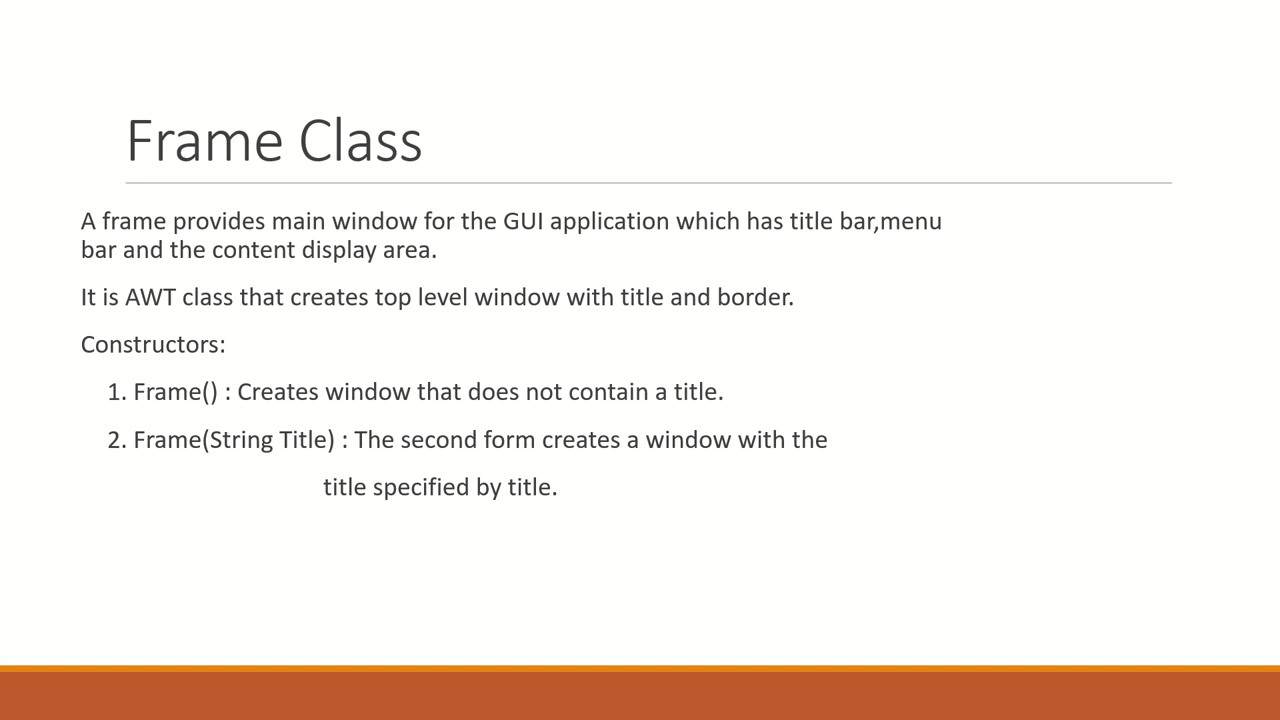 Frame Class
A frame provides main window for the GUI application which has title bar,menu
bar and the content display area.
It is AWT class that creates top level window with title and border.
Constructors:
1. Frame() : Creates window that does not contain a title.
2. Frame(String Title) : The second form creates a window with the
title specified by title.